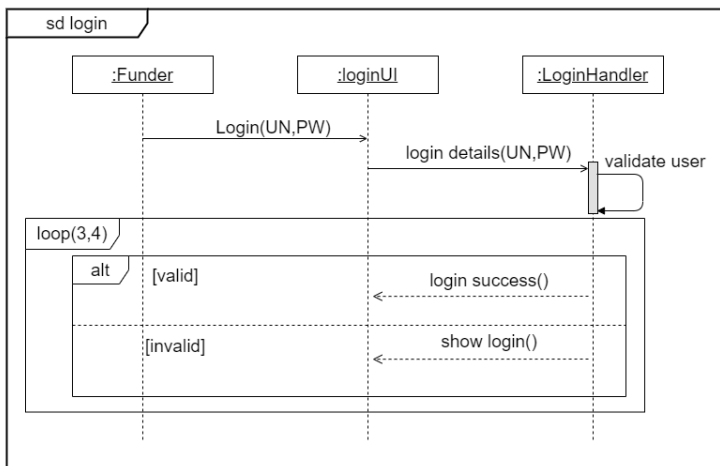 sd login
:Funder
:loginUI
:LoginHandler
Login(UN,PW)
login details(UN,PW)
validate user
loop(3,4)
alt
[valid]
login success()
[invalid]
show login()